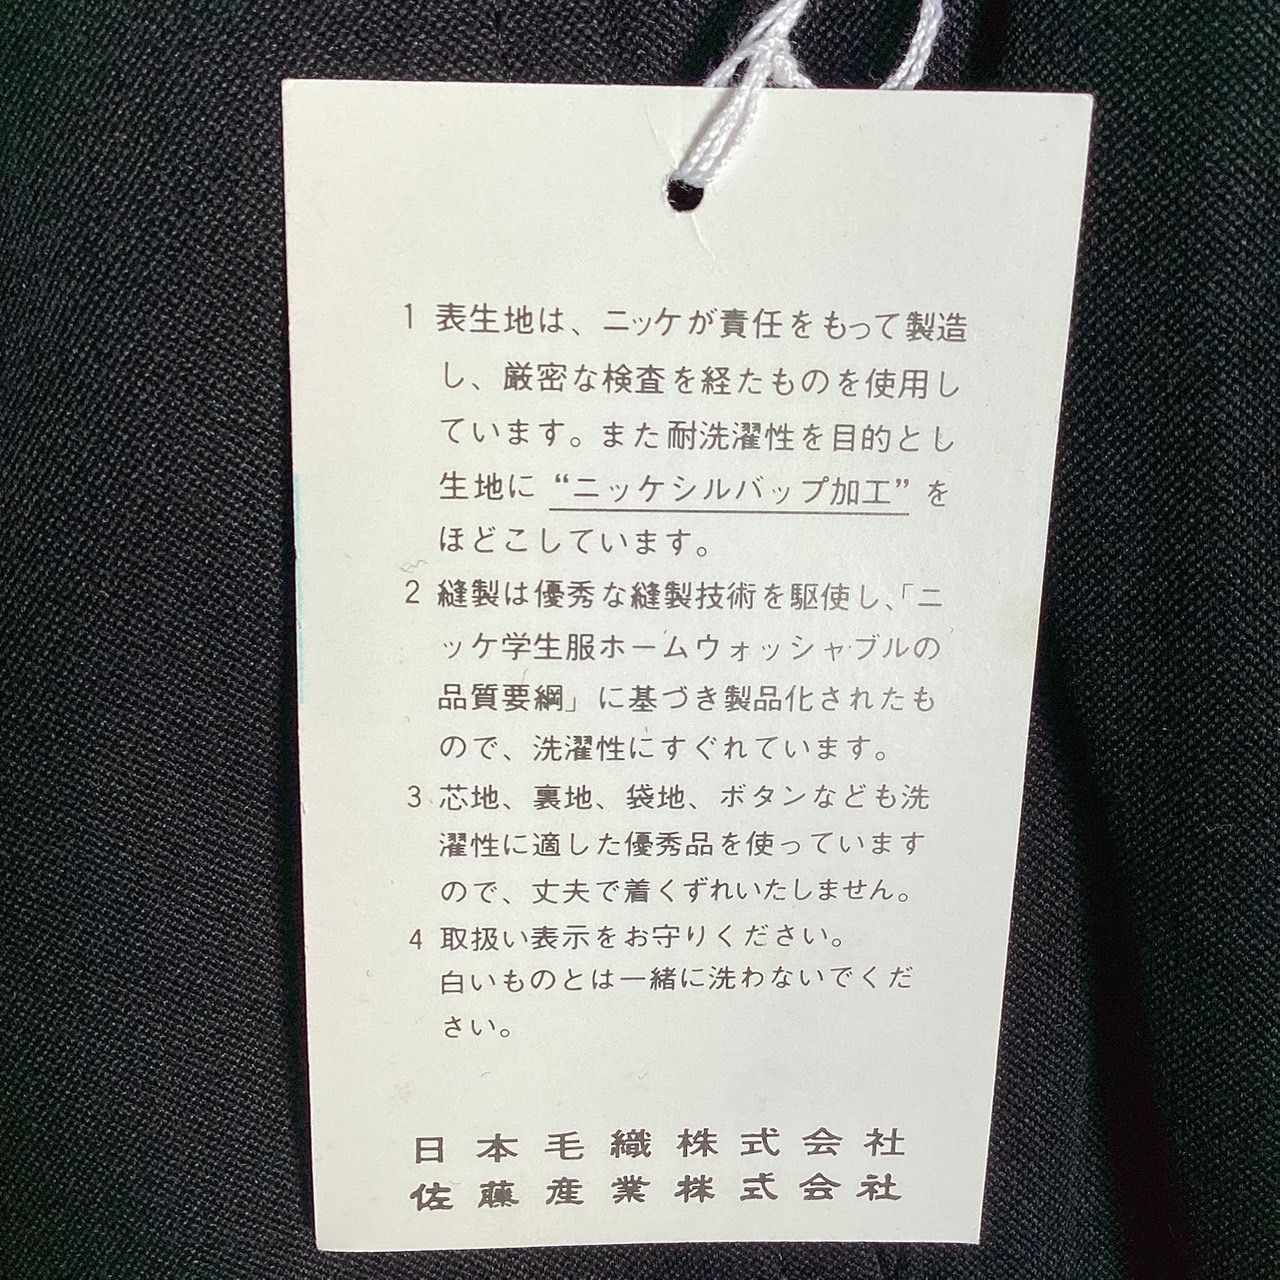 1 表生地は、ニッケが責任をもって製造
し、厳密な検査を経たものを使用し
ています。また耐洗濯性を目的とし
生地に“ニッケシルバップ加工”を
ほどこしています。
2 縫製は優秀な縫製技術を駆使し、「ニ
ッケ学生服ホームウォッシャブルの
品質要綱」に基づき製品化されたも
ので、洗濯性にすぐれています。
3 芯地、裏地、袋地、ボタンなども洗
濯性に適した優秀品を使っています
ので、丈夫で着くずれいたしません。
4 取扱い表示をお守りください。
白いものとは一緒に洗わないでくだ
さい。
日本毛織株式会社
佐藤産業株式会社